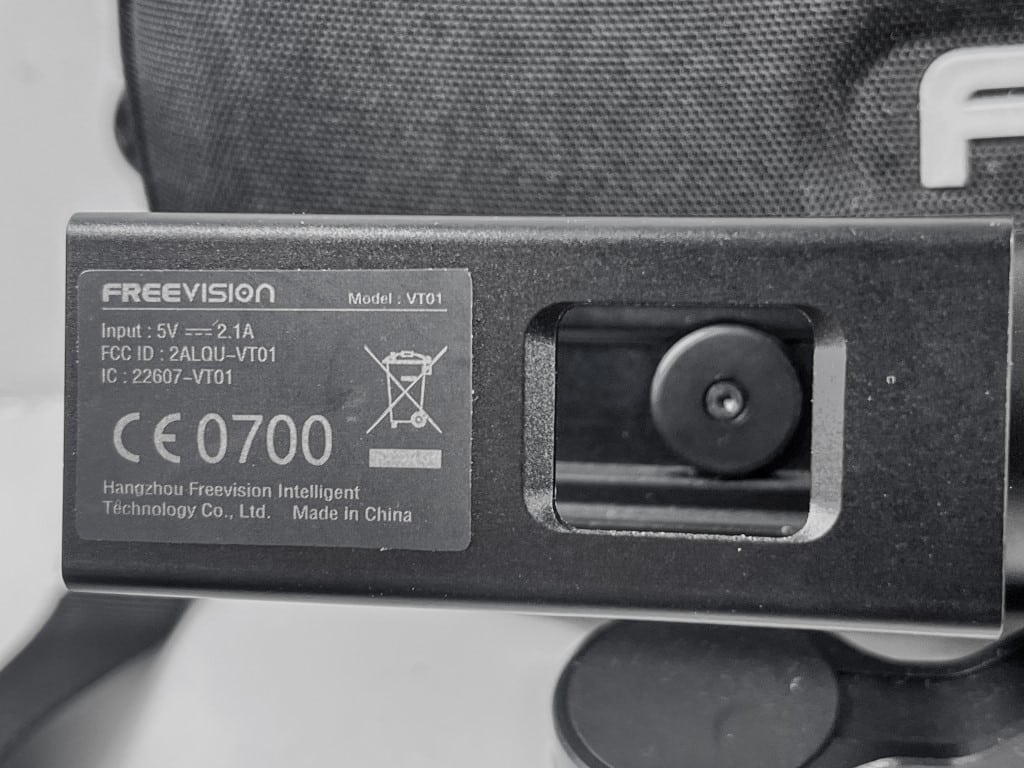 F
FREEVISION
Model : VT01
Input : 5V ⎓ 2.1A
FCC ID : 2ALQU-VT01
IC : 22607-VT01
CE 0700
Hangzhou Freevision Intelligent
Technology Co., Ltd. Made in China